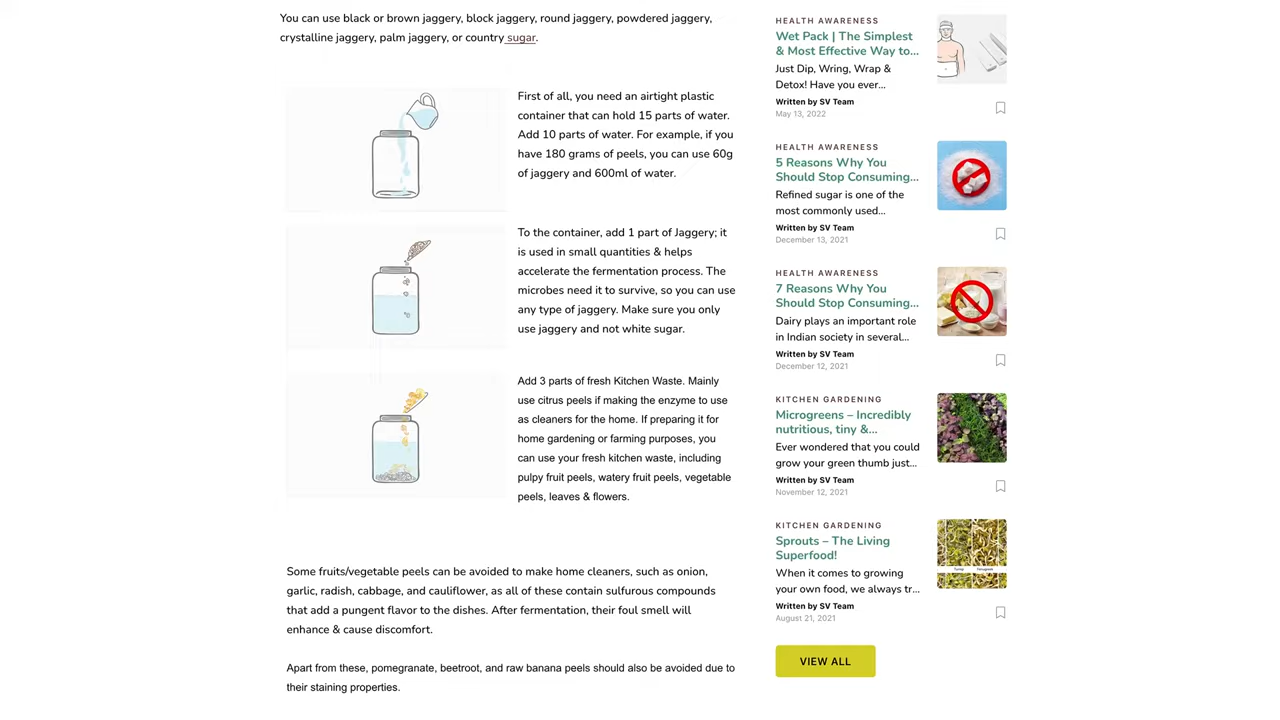 You can use black or brown jaggery, block jaggery, round jaggery, powdered jaggery,
crystalline jaggery, palm jaggery, or country sugar.
First of all, you need an airtight plastic
container that can hold 15 parts of water.
Add 10 parts of water. For example, if you
have 180 grams of peels, you can use 60g
of jaggery and 600ml of water.
To the container, add 1 part of Jaggery; it
is used in small quantities & helps
accelerate the fermentation process. The
microbes need it to survive, so you can use
any type of jaggery. Make sure you only
use jaggery and not white sugar.
Add 3 parts of fresh Kitchen Waste. Mainly
use citrus peels if making the enzyme to use
as cleaners for the home. If preparing it for
home gardening or farming purposes, you
can use your fresh kitchen waste, including
pulpy fruit peels, watery fruit peels, vegetable
peels, leaves & flowers.
Some fruits/vegetable peels can be avoided to make home cleaners, such as onion,
garlic, radish, cabbage, and cauliflower, as all of these contain sulfurous compounds
that add a pungent flavor to the dishes. After fermentation, their foul smell will
enhance & cause discomfort.
Apart from these, pomegranate, beetroot, and raw banana peels should also be avoided due to
their staining properties.
HEALTH AWARENESS
Wet Pack | The Simplest
& Most Effective Way to...
Just Dip, Wring, Wrap &
Detox! Have you ever...
Written by SV Team
May 13, 2022
HEALTH AWARENESS
5 Reasons Why You
Should Stop Consuming...
Refined sugar is one of the
most commonly used...
Written by SV Team
December 13, 2021
HEALTH AWARENESS
7 Reasons Why You
Should Stop Consuming...
Dairy plays an important role
in Indian society in several...
Written by SV Team
December 12, 2021
KITCHEN GARDENING
Microgreens – Incredibly
nutritious, tiny &...
Ever wondered that you could
grow your green thumb just...
Written by SV Team
November 12, 2021
KITCHEN GARDENING
Sprouts – The Living
Superfood!
When it comes to growing
your own food, we always tr...
Written by SV Team
August 21, 2021
VIEW ALL